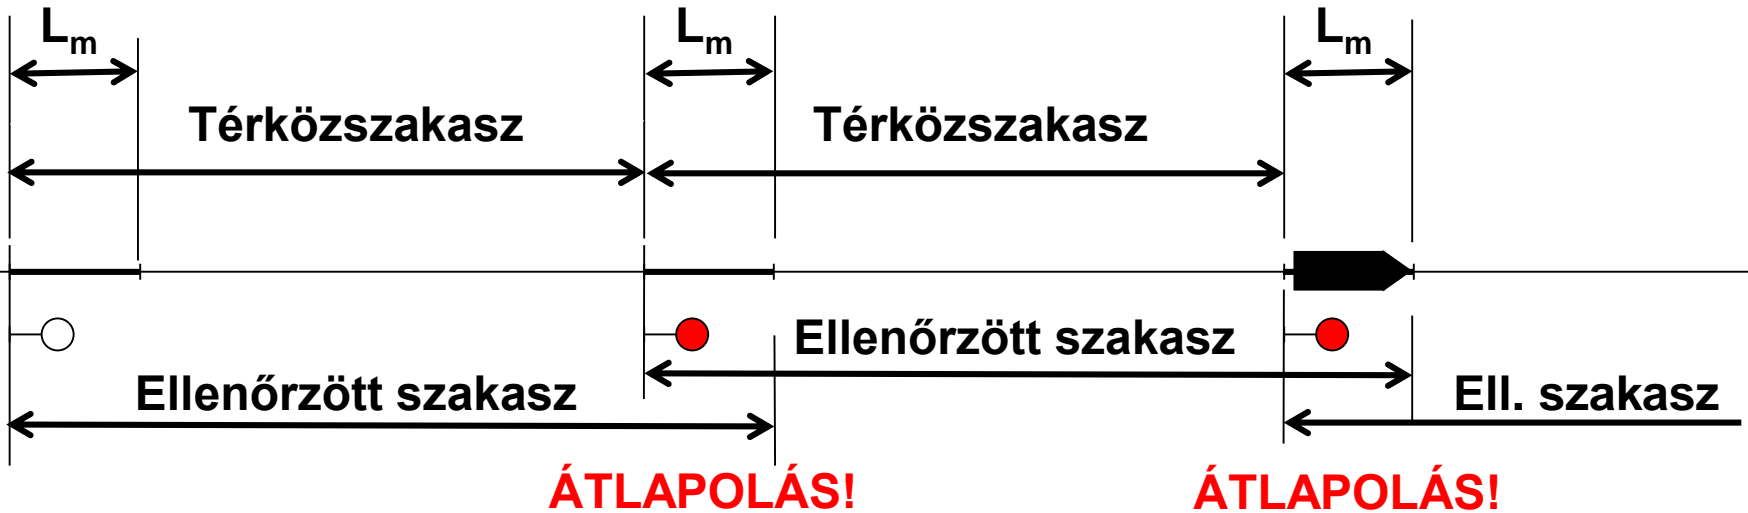 Lm Lm Lm
Térközszakasz Térközszakasz
Ellenőrzött szakasz
Ellenőrzött szakasz Ell. szakasz
ÁTLAPOLÁS! ÁTLAPOLÁS!